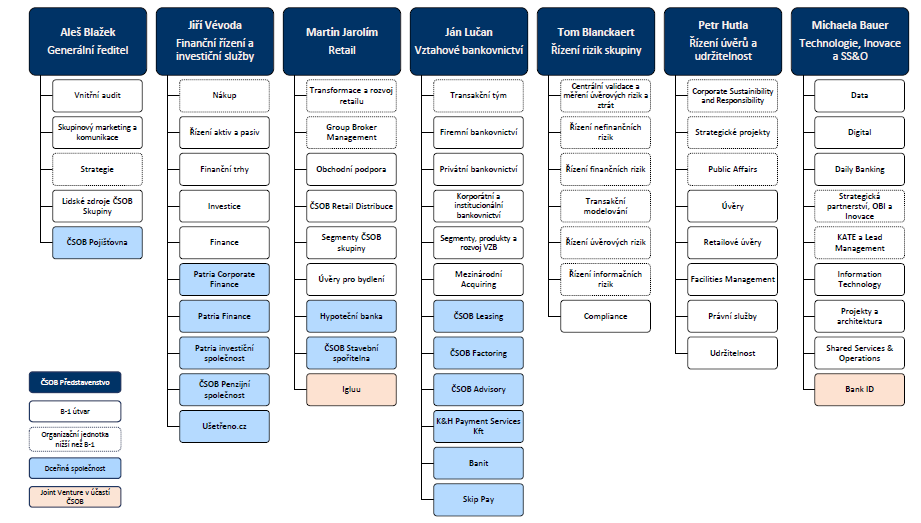 Aleš Blažek
Generální ředitel
Vnitřní audit
Skupinový marketing a
komunikace
Strategie
Lidské zdroje ČSOB
Skupiny
ČSOB Pojišťovna
Jiří Vévoda
Finanční řízení a
investiční služby
Nákup
Řízení aktiv a pasiv
Finanční trhy
Investice
Finance
Patria Corporate
Finance
Patria Finance
Patria investiční
společnost
ČSOB Penzijní
společnost
Ušetřeno.cz
Martin Jarolím
Retail
Transformace a rozvoj
retailu
Group Broker
Management
Obchodní podpora
ČSOB Retail Distribuce
Segmenty ČSOB
skupiny
Úvěry pro bydlení
Hypoteční banka
ČSOB Stavební
spořitelna
Igluu
Ján Lučan
Vztahové bankovnictví
Transakční tým
Firemní bankovnictví
Privátní bankovnictví
Korporátní a
institucionální
bankovnictví
Segmenty, produkty a
rozvoj VZB
Mezinárodní
Acquiring
ČSOB Leasing
ČSOB Factoring
ČSOB Advisory
K&H Payment Services
Kft
Banit
Skip Pay
Tom Blanckaert
Řízení rizik skupiny
Centrální validace a
měření úvěrových rizik a
ztrát
Řízení nefinančních
rizik
Řízení finančních rizik
Transakční
modelování
Řízení úvěrových rizik
Řízení informačních
rizik
Compliance
Petr Hutla
Řízení úvěrů a
udržitelnost
Corporate Sustainibility
and Responsibility
Strategické projekty
Public Affairs
Úvěry
Retailové úvěry
Facilities Management
Právní služby
Udržitelnost
Michaela Bauer
Technologie, Inovace
a SS&O
Data
Digital
Daily Banking
Strategická
partnerství, OBI a
Inovace
KATE a Lead
Management
Information
Technology
Projekty a
architektura
Shared Services &
Operations
Bank ID
ČSOB Představenstvo
B-1 útvar
Organizační jednotka
nižší než B-1
Dceřiná společnost
Joint Venture v účastí
ČSOB